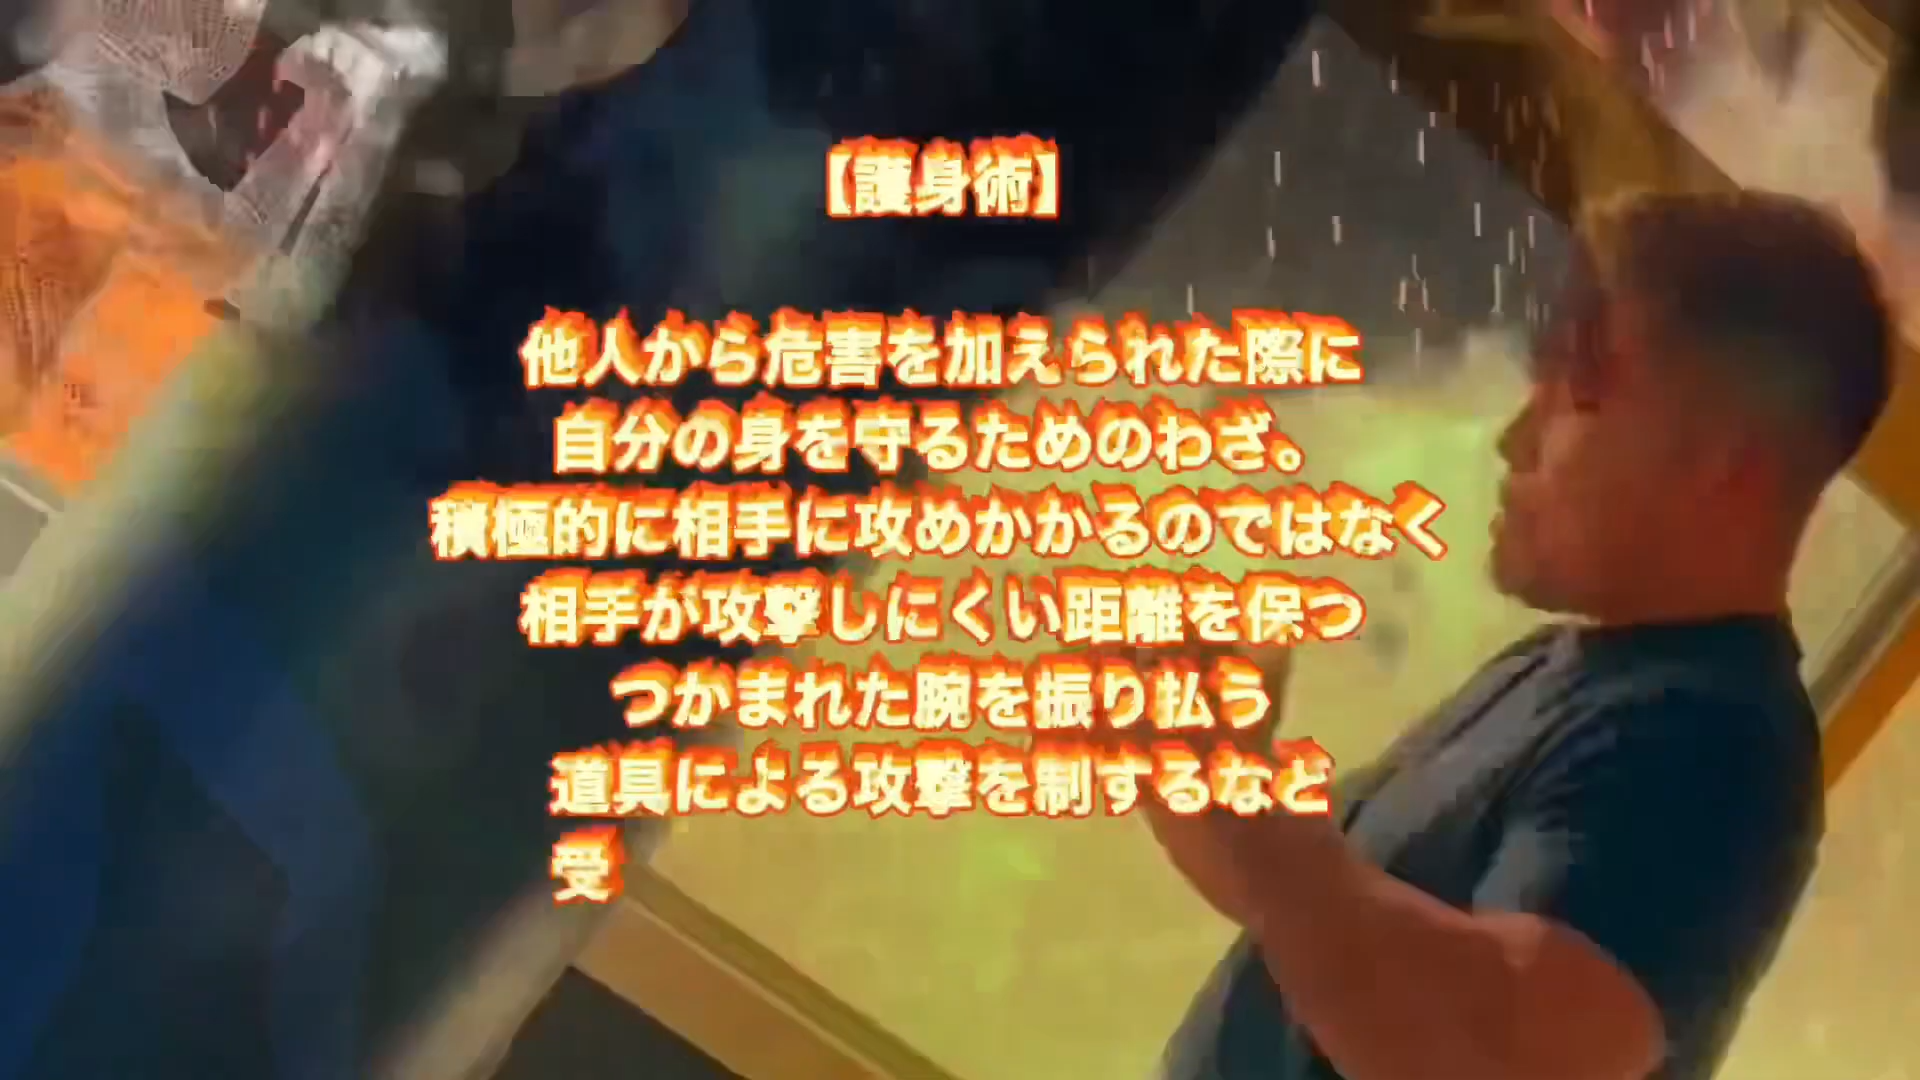 【護身術】
他人から危害を加えられた際に
自分の身を守るためのわざ。
積極的に相手に攻めかかるのではなく
相手が攻撃しにくい距離を保つ
つかまれた腕を振り払う
道具による攻撃を制するなど
受